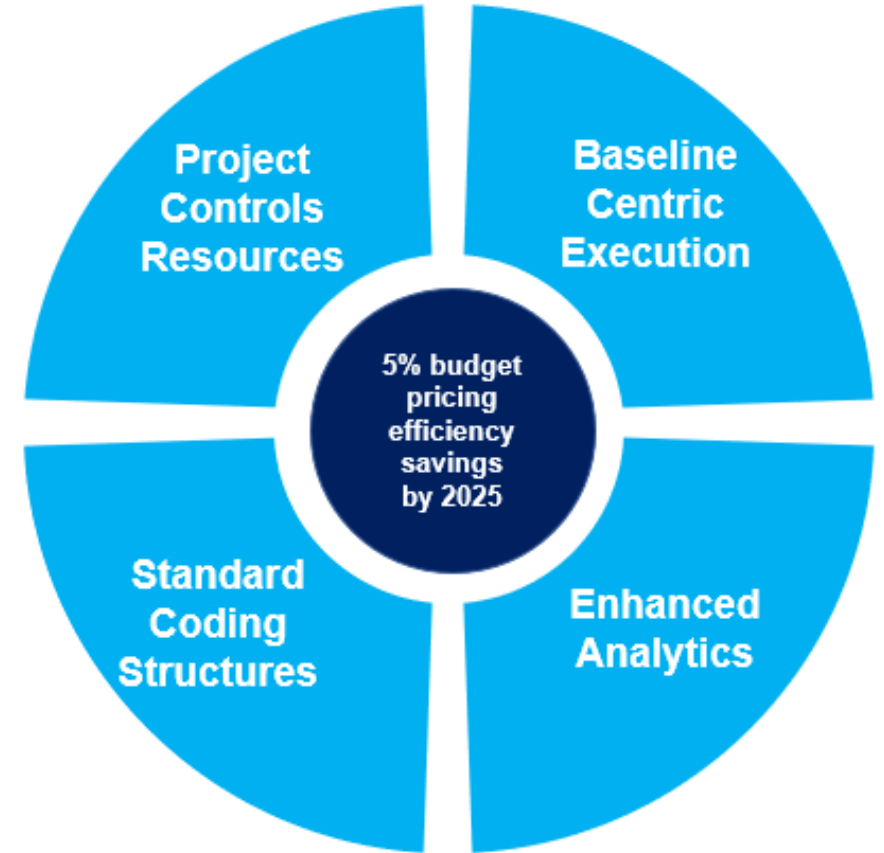 Project
Controls
Resources
Baseline
Centric
Execution
5% budget
pricing
efficiency
savings
by 2025
Standard
Coding
Structures
Enhanced
Analytics